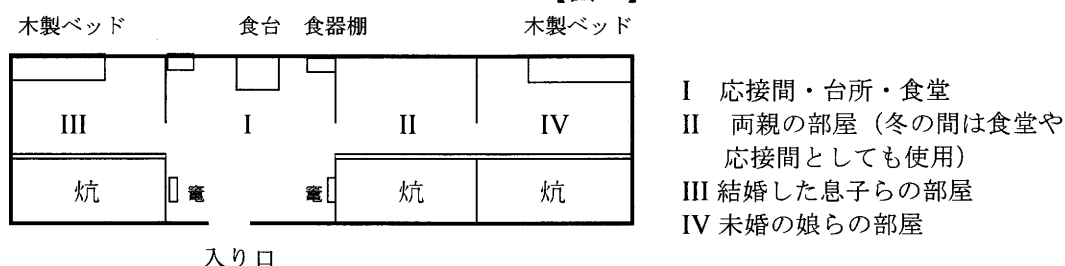 木製ベッド 食台 食器棚 木製ベッド
III I II IV
炕 竈 竈 炕 炕
入り口
I 応接間・台所・食堂
II 両親の部屋（冬の間は食堂や
応接間としても使用）
III 結婚した息子らの部屋
IV 未婚の娘らの部屋